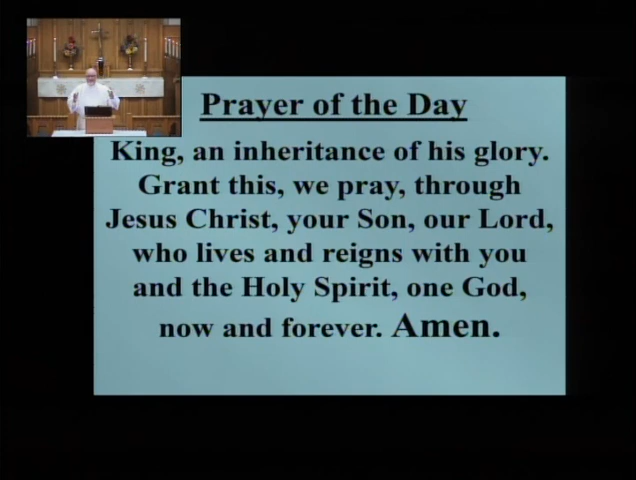 Prayer of the Day
King, an inheritance of his glory.
Grant this, we pray, through
Jesus Christ, your Son, our Lord,
who lives and reigns with you
and the Holy Spirit, one God,
now and forever. Amen.